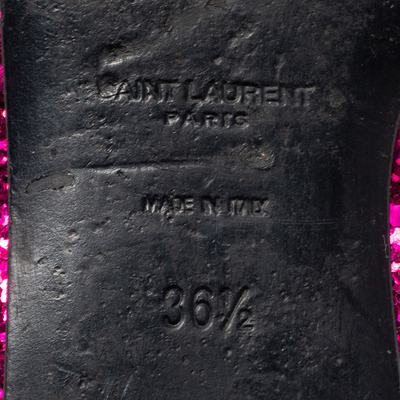 SAINT LAURENT
PARIS
MADE IN ITALY
36½